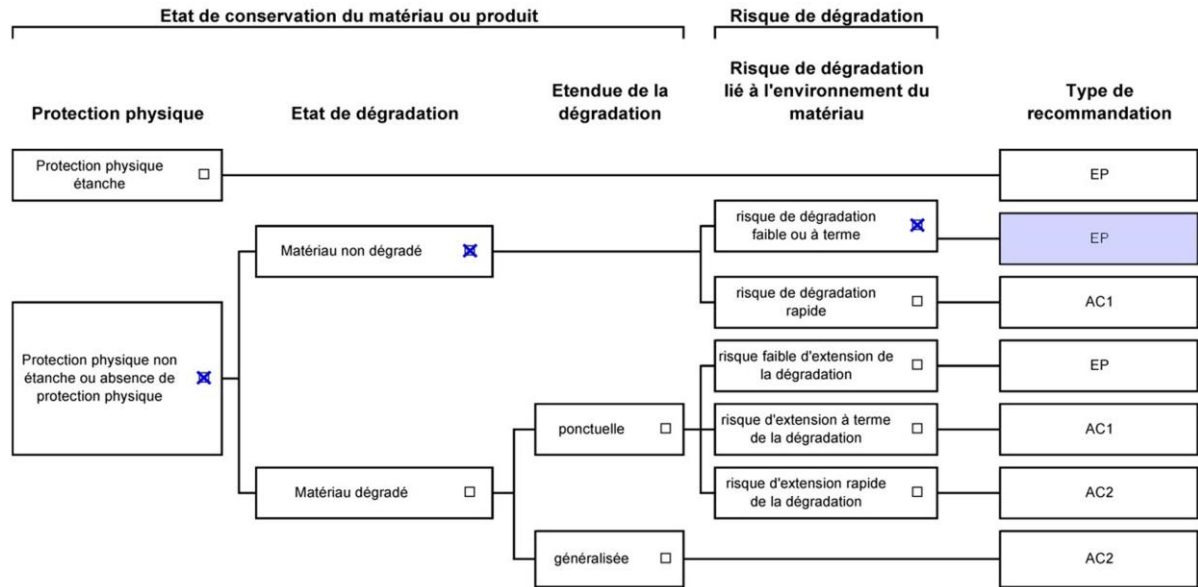 Etat de conservation du matériau ou produit
Risque de dégradation
Protection physique
Etat de dégradation
Etendue de la
dégradation
Risque de dégradation
lié à l'environnement du
matériau
Type de
recommandation
Protection physique
étanche
EP
risque de dégradation
faible ou à terme
EP
Matériau non dégradé
risque de dégradation
rapide
AC1
Protection physique non
étanche ou absence de
protection physique
risque faible d'extension de
la dégradation
EP
ponctuelle
risque d'extension à terme
de la dégradation
AC1
Matériau dégradé
risque d'extension rapide
de la dégradation
AC2
généralisée
AC2